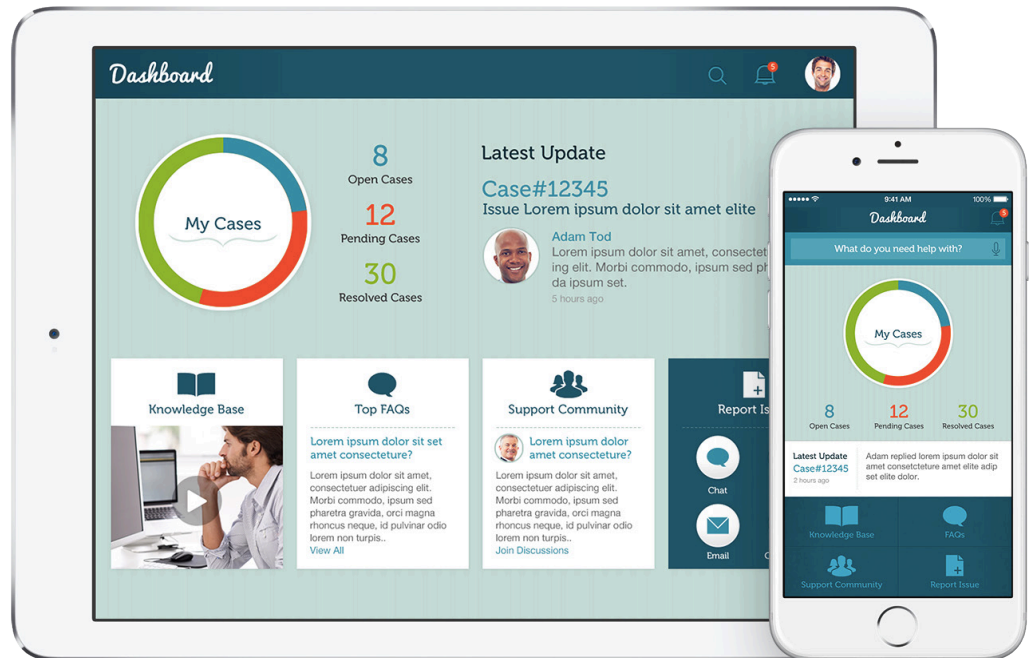 Dashboard
5
My Cases
8
Open Cases
12
Pending Cases
30
Resolved Cases
Latest Update
Case#12345
Issue Lorem ipsum dolor sit amet elite
Adam Tod
Lorem ipsum dolor sit amet, consectet
ing elit. Morbi commodo, ipsum sed ph
da ipsum set.
5 hours ago
Knowledge Base
Top FAQs
Lorem ipsum dolor sit set
amet consecteture?
Lorem ipsum dolor sit amet,
consectetuer adipiscing elit.
Morbi commodo, ipsum sed
pharetra gravida, orci magna
rhoncus neque, id pulvinar odio
lorem non turpis..
View All
Support Community
Lorem ipsum dolor
amet consecteture?
Lorem ipsum dolor sit amet,
consectetuer adipiscing elit.
Morbi commodo, ipsum sed
pharetra gravida, orci magna
rhoncus neque, id pulvinar odio
lorem non turpis..
Join Discussions
Report Is
Chat
Email
9:41 AM
100%
Dashboard
5
What do you need help with?
My Cases
8
12
30
Open Cases
Pending Cases
Resolved Cases
Latest Update
Case#12345
2 hours ago
Adam replied lorem ipsum dolor sit
amet consetcteture amet elite adip
set elite dolor.
Knowledge Base
FAQs
Support Community
Report Issue